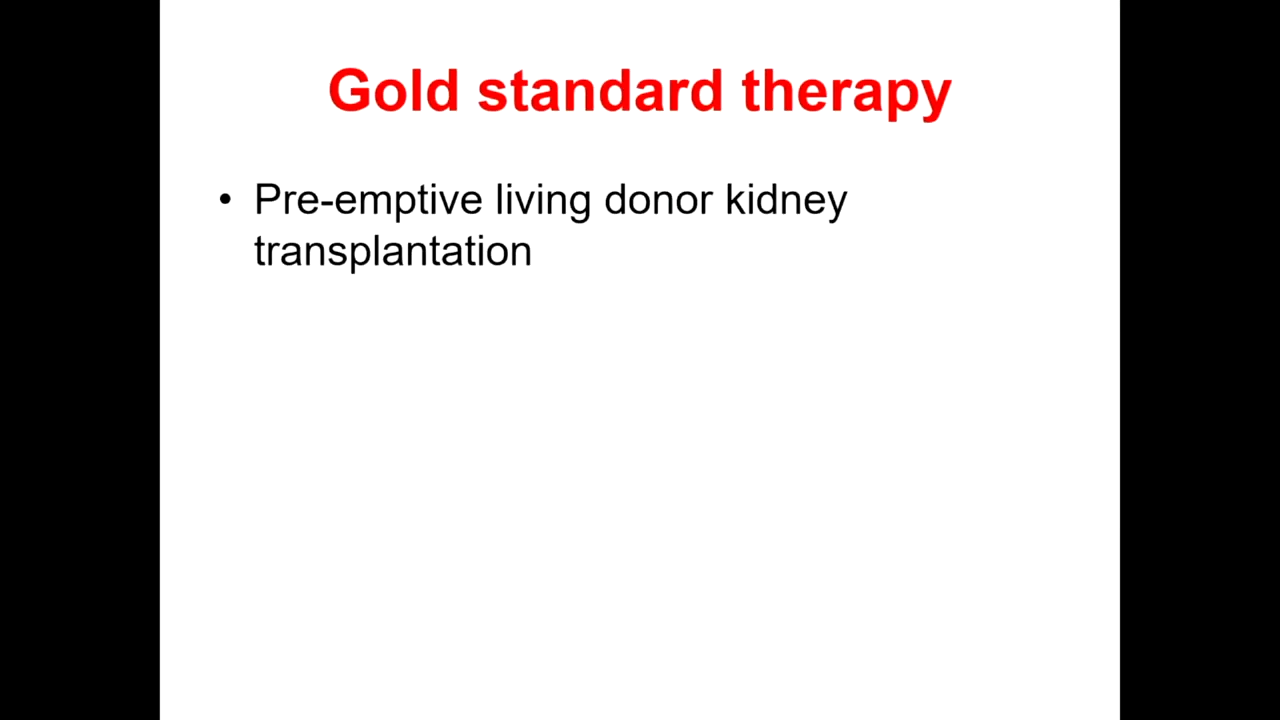 Gold standard therapy
• Pre-emptive living donor kidney
transplantation